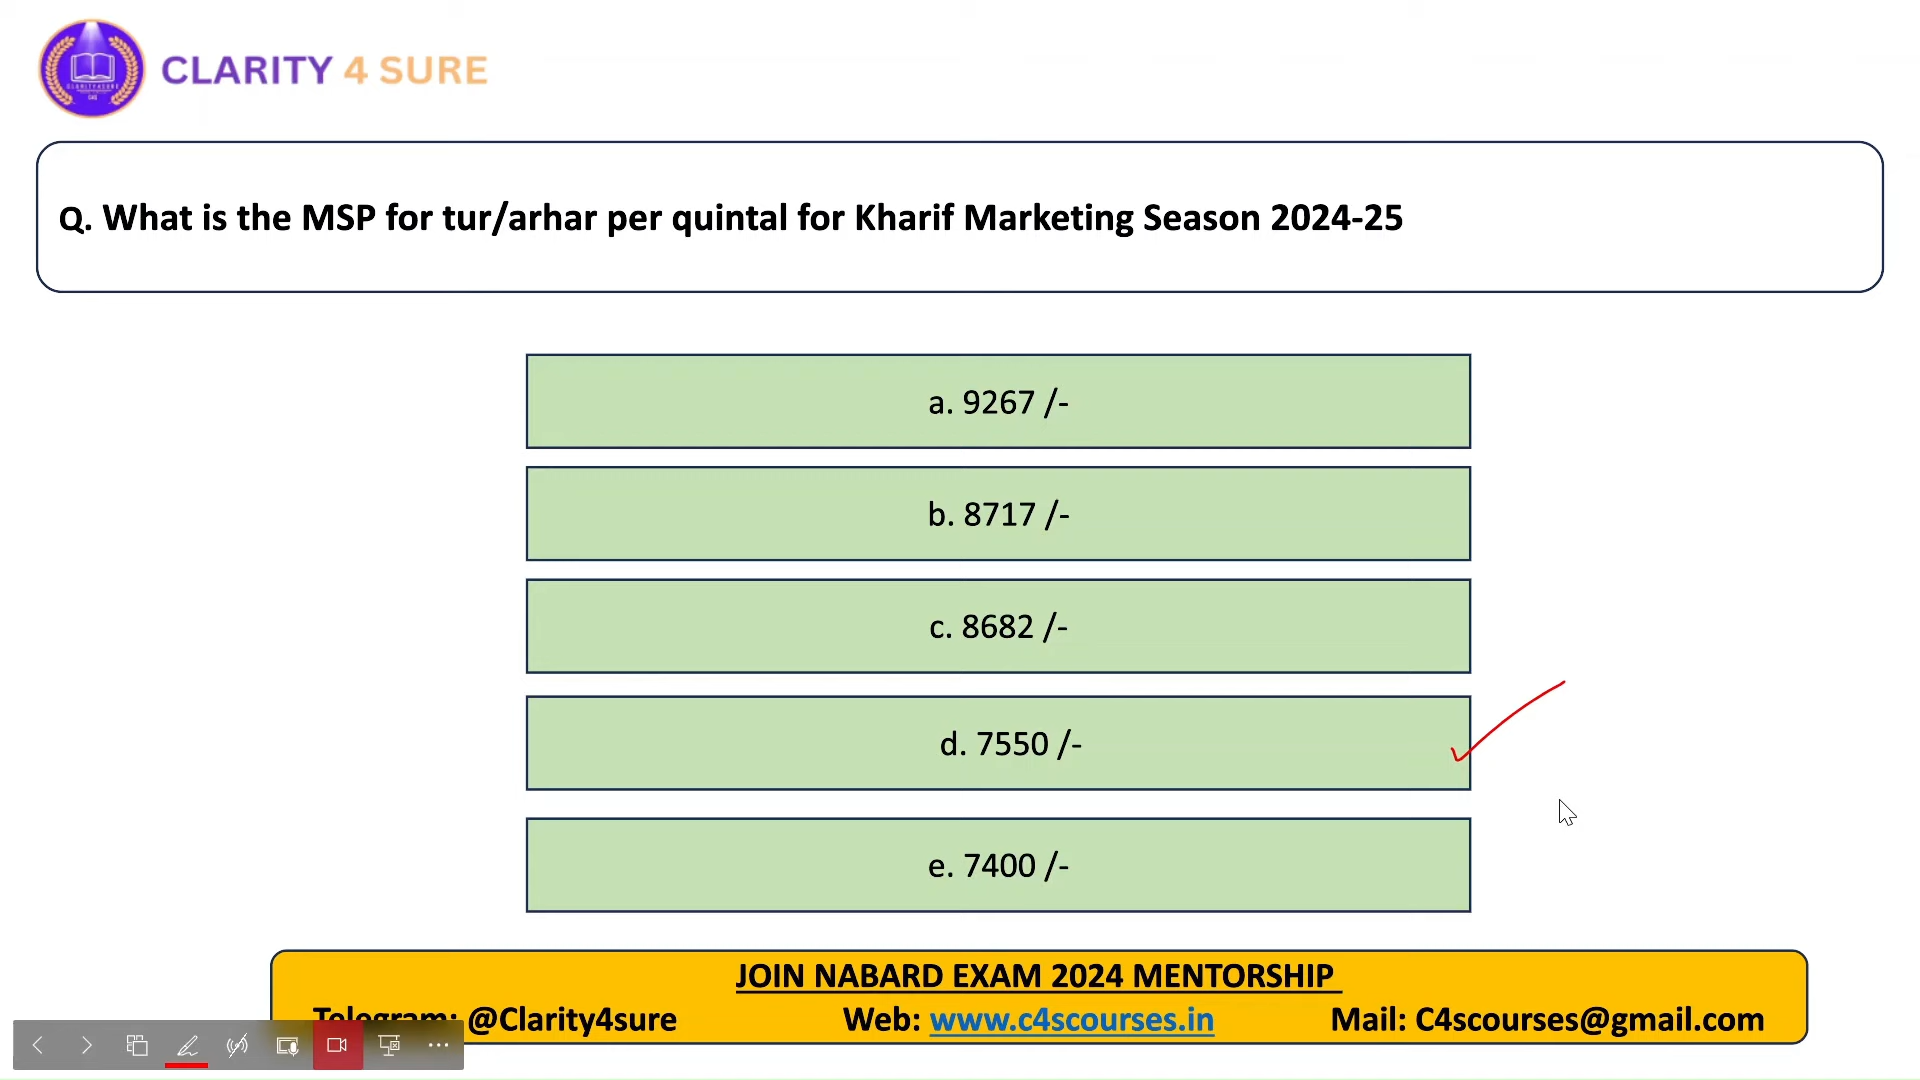 CLARITY 4 SURE
Q. What is the MSP for tur/arhar per quintal for Kharif Marketing Season 2024-25
a. 9267 /-
b. 8717 /-
c. 8682 /-
d. 7550 /-
e. 7400 /-
JOIN NABARD EXAM 2024 MENTORSHIP
Telegram: @Clarity4sure Web: www.c4scourses.in Mail: C4scourses@gmail.com